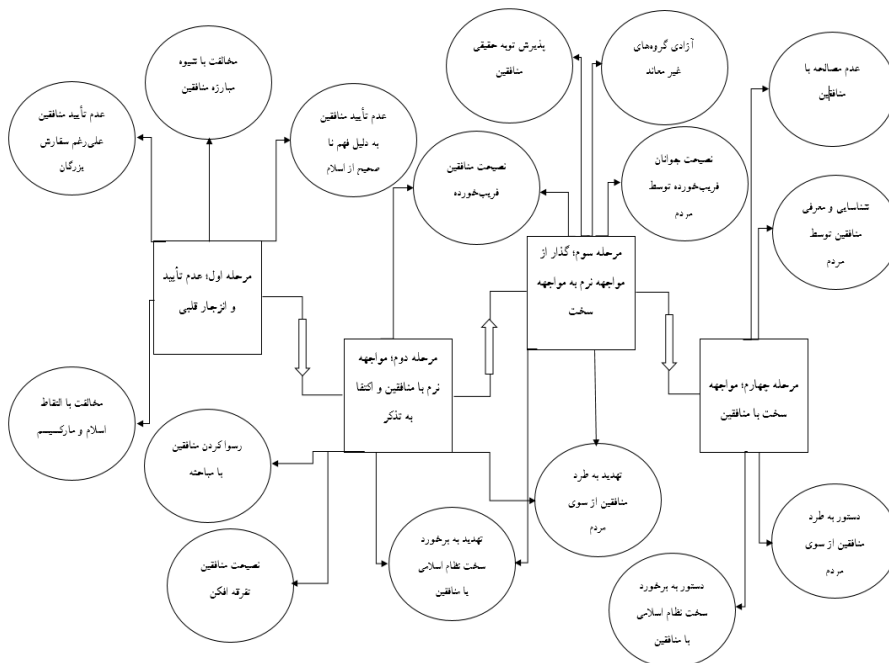 مخالفت با شیوه
مبارزه منافقین
عدم تأیید منافقین
علی‌رغم سفارش
بزرگان
عدم تأیید منافقین
به دلیل فهم نا
صحیح از اسلام
مرحله اول؛ عدم تأیید
و انزجار قلبی
مخالفت با التقاط
اسلام و مارکسیسم
پذیرش توبه حقیقی
منافقین
آزادی گروه‌های
غیر معاند
نصیحت منافقین
فریب‌خورده
نصیحت جوانان
فریب‌خورده توسط
مردم
مرحله سوم؛ گذار از
مواجهه نرم به مواجهه
سخت
مرحله دوم؛ مواجهه
نرم با منافقین و اکتفا
به تذکر
رسوا کردن منافقین
با مباحثه
نصیحت منافقین
تفرقه افکن
تهدید به برخورد
سخت نظام اسلامی
با منافقین
تهدید به طرد
منافقین از سوی
مردم
عدم مصالحه با
منافقین
شناسایی و معرفی
منافقین توسط
مردم
مرحله چهارم؛ مواجهه
سخت با منافقین
دستور به طرد
منافقین از سوی
مردم
دستور به برخورد
سخت نظام اسلامی
با منافقین